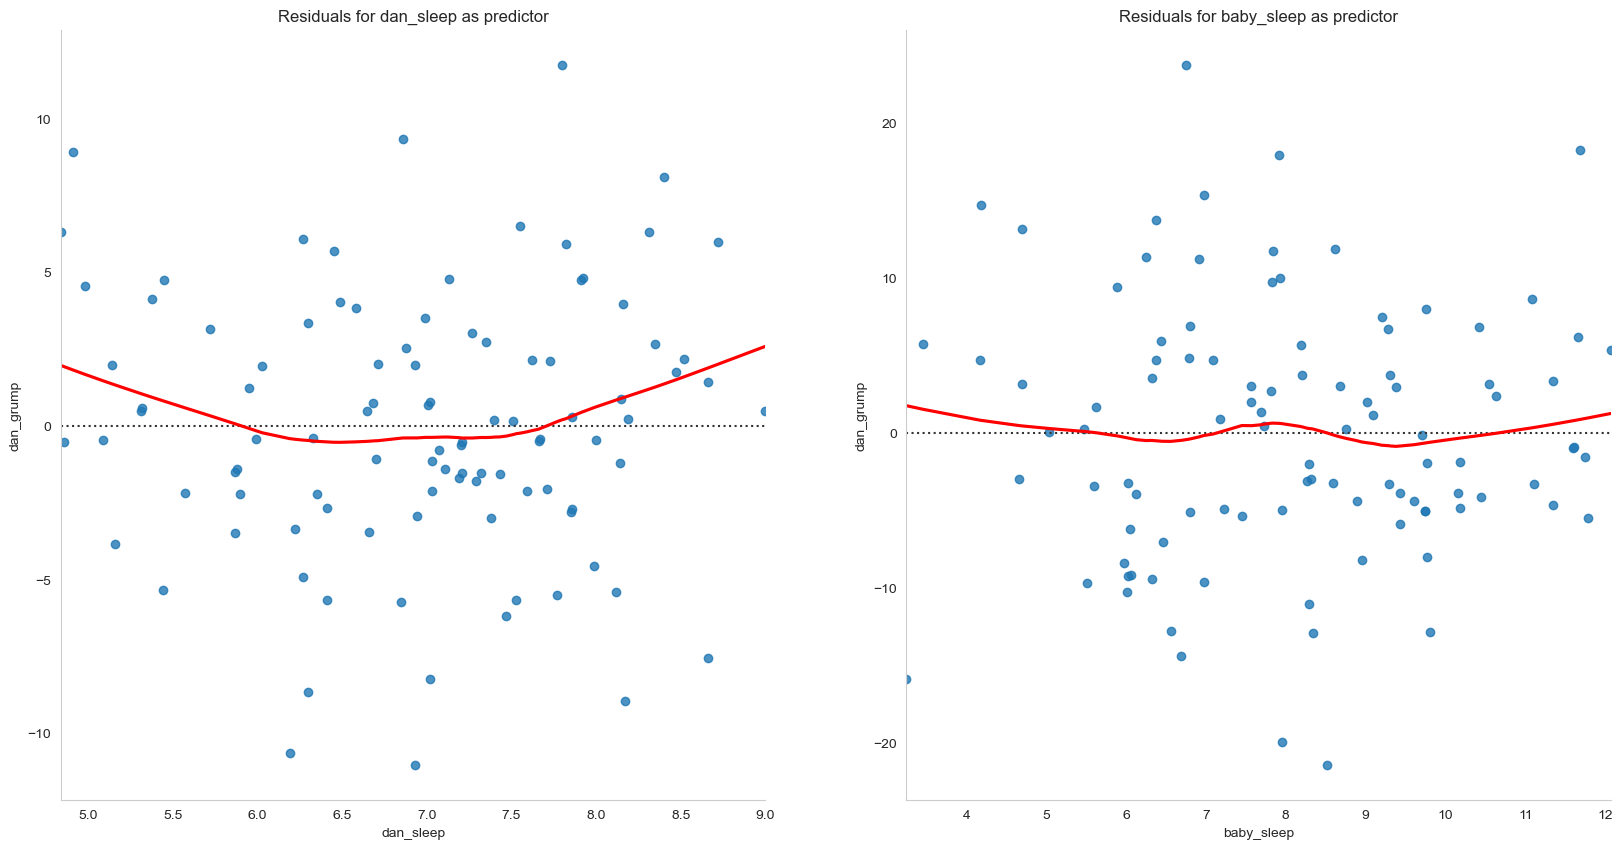 Residuals for dan_sleep as predictor
10
5
0
−5
−10
dan_grump
5.0 5.5 6.0 6.5 7.0 7.5 8.0 8.5 9.0
dan_sleep
Residuals for baby_sleep as predictor
20
10
0
−10
−20
dan_grump
4 5 6 7 8 9 10 11 12
baby_sleep